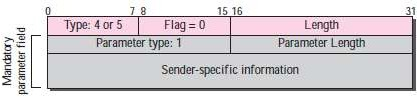 0 7 8 15 16 31
Type: 4 or 5 Flag = 0 Length
Mandatory
parameter field
Parameter type: 1 Parameter Length
Sender-specific information